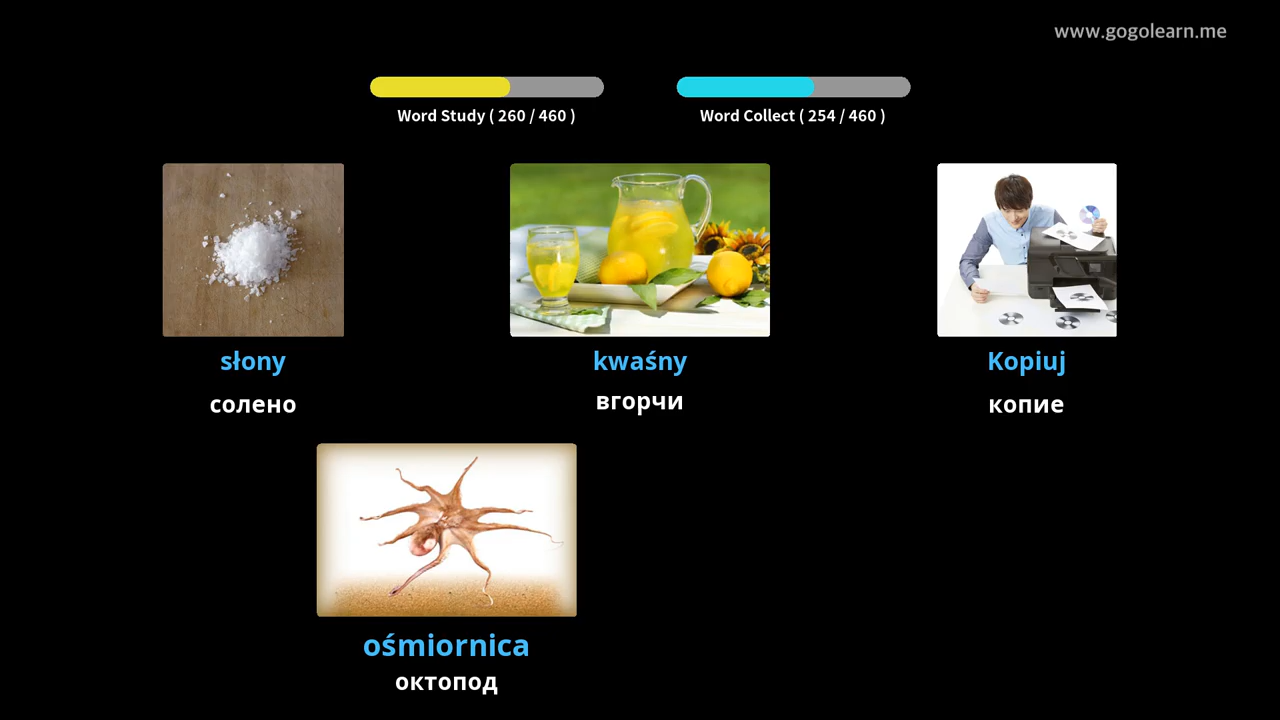 www.gogolearn.me
Word Study ( 260 / 460 )
Word Collect ( 254 / 460 )
słony
kwaśny
Kopiuj
солено
вгорчи
копие
ośmiornica
октопод